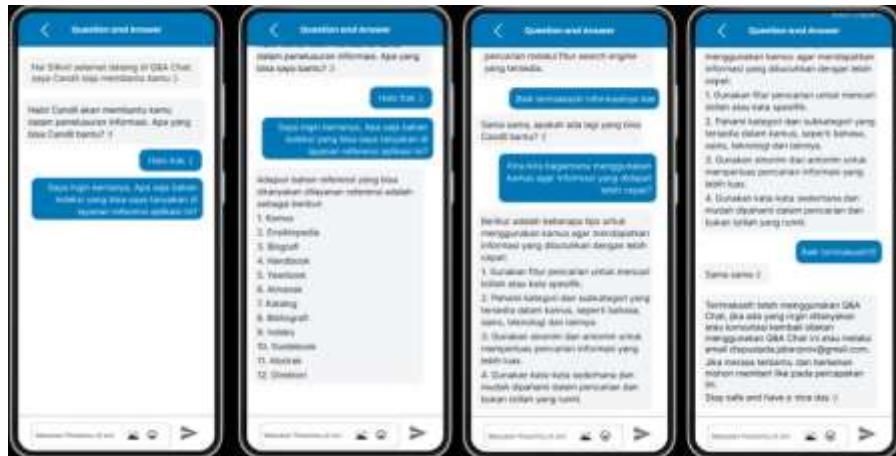 Question and Answer
Hai Silkin! selamat datang di Q&A Chat,
saya Candil siap membantu kamu :)
Hallo! Candil akan membantu kamu
dalam penelusuran informasi. Apa yang
bisa Candil bantu? :)
Halo Kak :)
Saya ingin bertanya, Apa saja bahan
koleksi yang bisa saya tanyakan di
layanan referensi aplikasi ini?
Question and Answer
dalam penelusuran informasi. Apa yang
bisa saya bantu? :)
Halo Kak :)
Saya ingin bertanya, Apa saja bahan
koleksi yang bisa saya tanyakan di
layanan referensi aplikasi ini?
Adapun bahan referensi yang bisa
ditanyakan dilayanan referensi adalah
sebagai berikut:
1. Kamus
2. Ensiklopedia
3. Biografi
4. Handbook
5. Yearbook
6. Almanak
7. Katalog
8. Bibliografi
9. Indeks
10. Guidebook
11. Abstrak
12. Direktori
Question and Answer
pencarian melalui fitur search engine
yang tersedia.
Baik terimakasih informasinya kak
Sama sama, apakah ada lagi yang bisa
Candil bantu? :)
Kira kira bagaimana menggunakan
kamus agar informasi yang didapat
lebih cepat?
Berikut adalah beberapa tips untuk
menggunakan kamus agar mendapatkan
informasi yang dibutuhkan dengan lebih
cepat:
1. Gunakan fitur pencarian untuk mencari
istilah atau kata spesifik.
2. Pahami kategori dan subkategori yang
tersedia dalam kamus, seperti bahasa,
sains, teknologi dan lainnya.
3. Gunakan sinonim dan antonim untuk
memperluas pencarian informasi yang
lebih luas.
4. Gunakan kata-kata sederhana dan
mudah dipahami dalam pencarian dan
bukan istilah yang rumit.
Question and Answer
menggunakan kamus agar mendapatkan
informasi yang dibutuhkan dengan lebih
cepat:
1. Gunakan fitur pencarian untuk mencari
istilah atau kata spesifik.
2. Pahami kategori dan subkategori yang
tersedia dalam kamus, seperti bahasa,
sains, teknologi dan lainnya.
3. Gunakan sinonim dan antonim untuk
memperluas pencarian informasi yang
lebih luas.
4. Gunakan kata-kata sederhana dan
mudah dipahami dalam pencarian dan
bukan istilah yang rumit.
Baik terimakasih!!
Sama sama :)
Terimakasih telah menggunakan Q&A
Chat, jika ada yang ingin ditanyakan
atau konsultasi kembali silakan
menggunakan Q&A Chat ini atau melalui
email
Jika merasa terbantu, dan berkenan
mohon memberi like pada percakapan
ini.
Stay safe and have a nice day :)